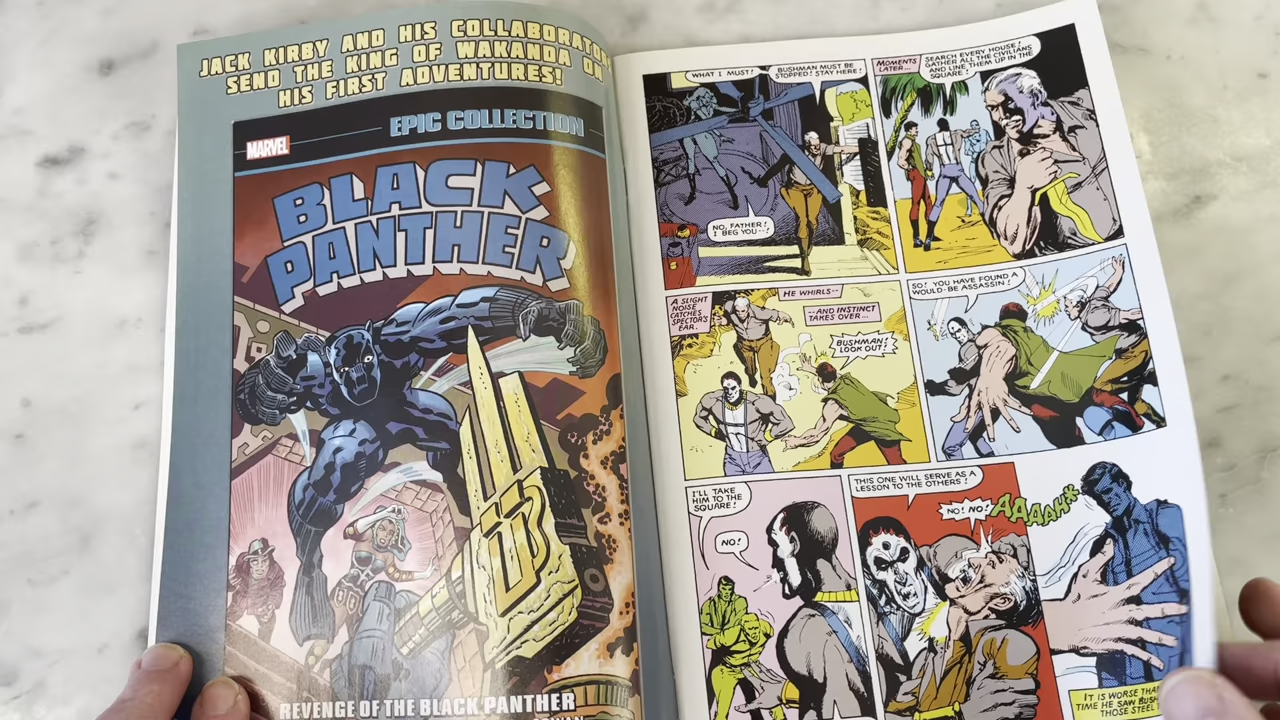 JACK KIRBY AND HIS
SEND THE KING OF WAKANDA ON
HIS FIRST ADVENTURES!
MARVEL
EPIC COLLECTION
BLACK
PANTHER
REVENGE OF THE BLACK PANTHER
WHAT I MUST!
BUSHMAN MUST BE
STOPPED! STAY HERE!
NO, FATHER!
I BEG YOU--!
MOMENTS
LATER...
SEARCH EVERY HOUSE!
GATHER ALL THE CIVILIANS
AND LINE THEM UP IN THE
SQUARE!
A SLIGHT
NOISE
CATCHES
SPECTOR'S
EAR.
HE WHIRLS--
--AND INSTINCT
TAKES OVER...
BUSHMAN!
LOOK OUT!
SO! YOU HAVE FOUND A
WOULD-BE ASSASSIN!
I'LL TAKE
HIM TO THE
SQUARE!
NO!
THIS ONE WILL SERVE AS A
LESSON TO THE OTHERS!
NO! NO!
AAAAHH
IT IS WORSE
TIME HE SAW
THOSE STEEL